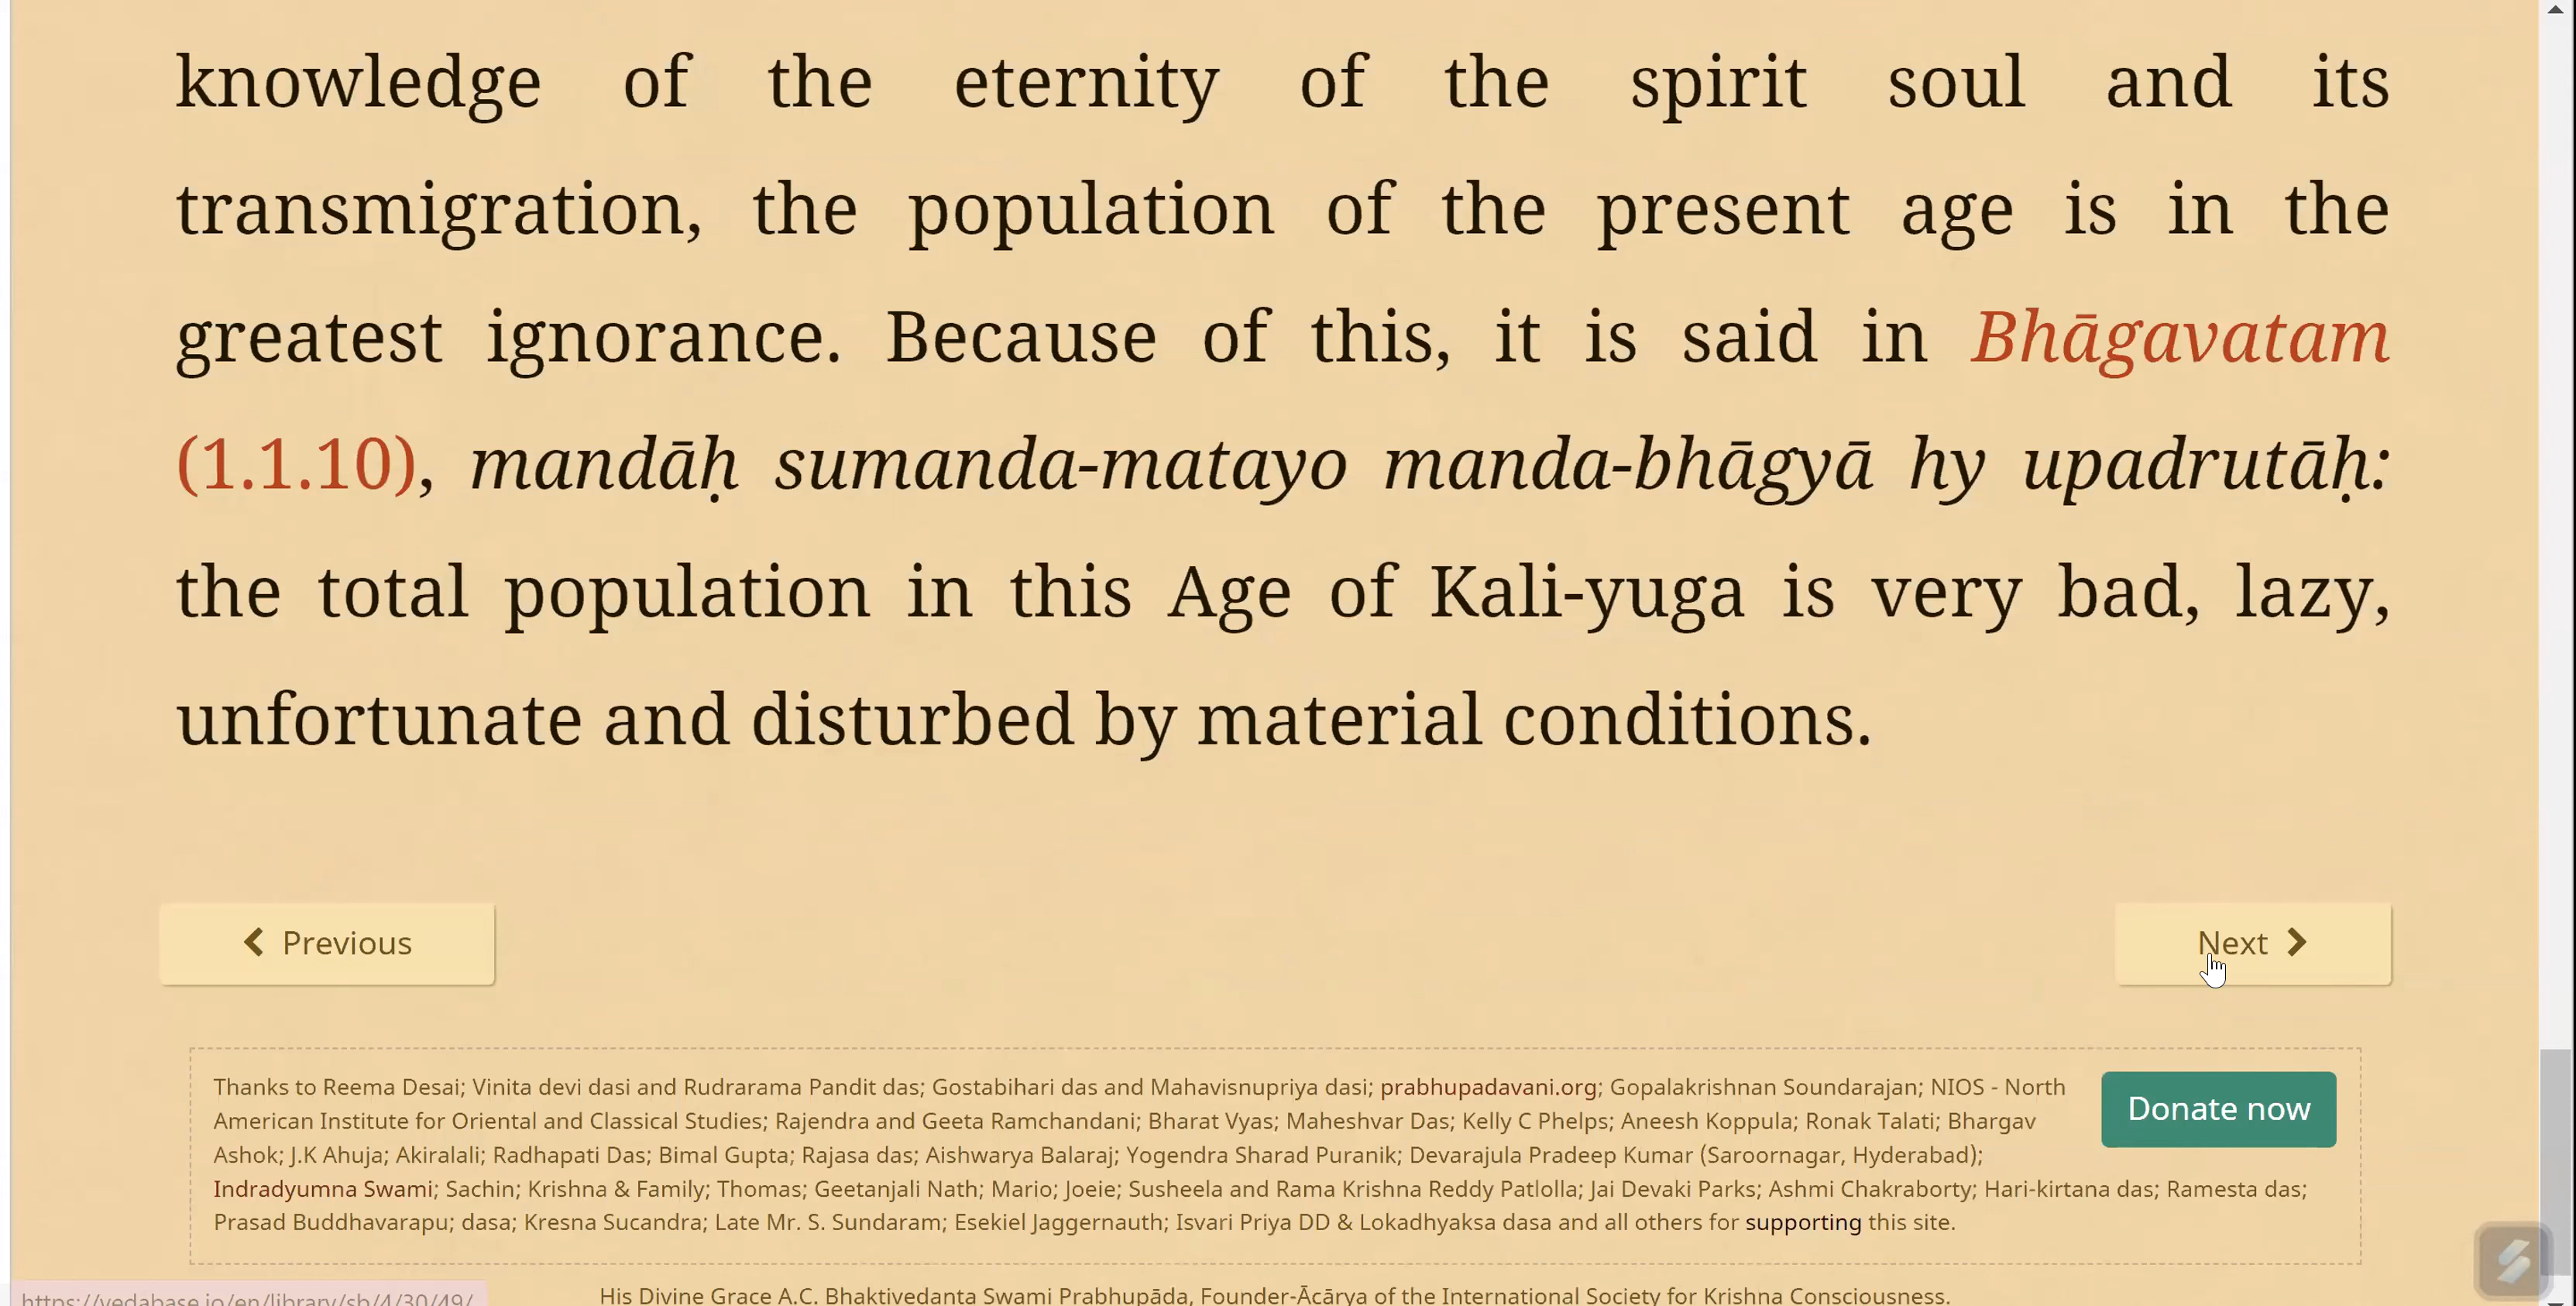 knowledge of the eternity of the spirit soul and its
transmigration, the population of the present age is in the
greatest ignorance. Because of this, it is said in Bhāgavatam
(1.1.10), mandāḥ sumanda-matayo manda-bhāgyā hy upadrutāḥ:
the total population in this Age of Kali-yuga is very bad, lazy,
unfortunate and disturbed by material conditions.
Previous
Next
Thanks to Reema Desai; Vinita devi dasi and Rudrarama Pandit das; Gostabihari das and Mahavisnupriya dasi; prabhupadavani.org; Gopalakrishnan Soundarajan; NIOS - North
American Institute for Oriental and Classical Studies; Rajendra and Geeta Ramchandani; Bharat Vyas; Maheshvar Das; Kelly C Phelps; Aneesh Koppula; Ronak Talati; Bhargav
Ashok; J.K Ahuja; Akiralali; Radhapati Das; Bimal Gupta; Rajasa das; Aishwarya Balaraj; Yogendra Sharad Puranik; Devarajula Pradeep Kumar (Saroornagar, Hyderabad);
Indradyumna Swami; Sachin; Krishna & Family; Thomas; Geetanjali Nath; Mario; Joeie; Susheela and Rama Krishna Reddy Patlolla; Jai Devaki Parks; Ashmi Chakraborty; Hari-kirtana das; Ramesta das;
Prasad Buddhavarapu; dasa; Kresna Sucandra; Late Mr. S. Sundaram; Esekiel Jaggernauth; Isvari Priya DD & Lokadhyaksa dasa and all others for supporting this site.
Donate now
His Divine Grace A.C. Bhaktivedanta Swami Prabhupāda, Founder-Ācārya of the International Society for Krishna Consciousness.
https://vedabase.io/en/library/sb/4/30/49/